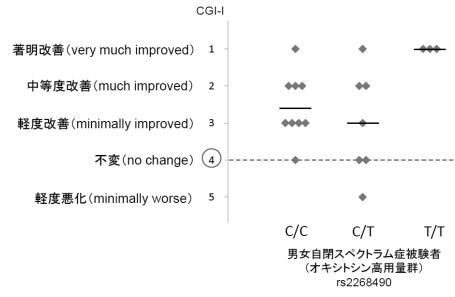 CGI-I
著明改善(very much improved) 1
中等度改善(much improved) 2
軽度改善(minimally improved) 3
不変(no change) 4
軽度悪化(minimally worse) 5
C/C C/T T/T
男女自閉スペクトラム症被験者
(オキシトシン高用量群)
rs2268490